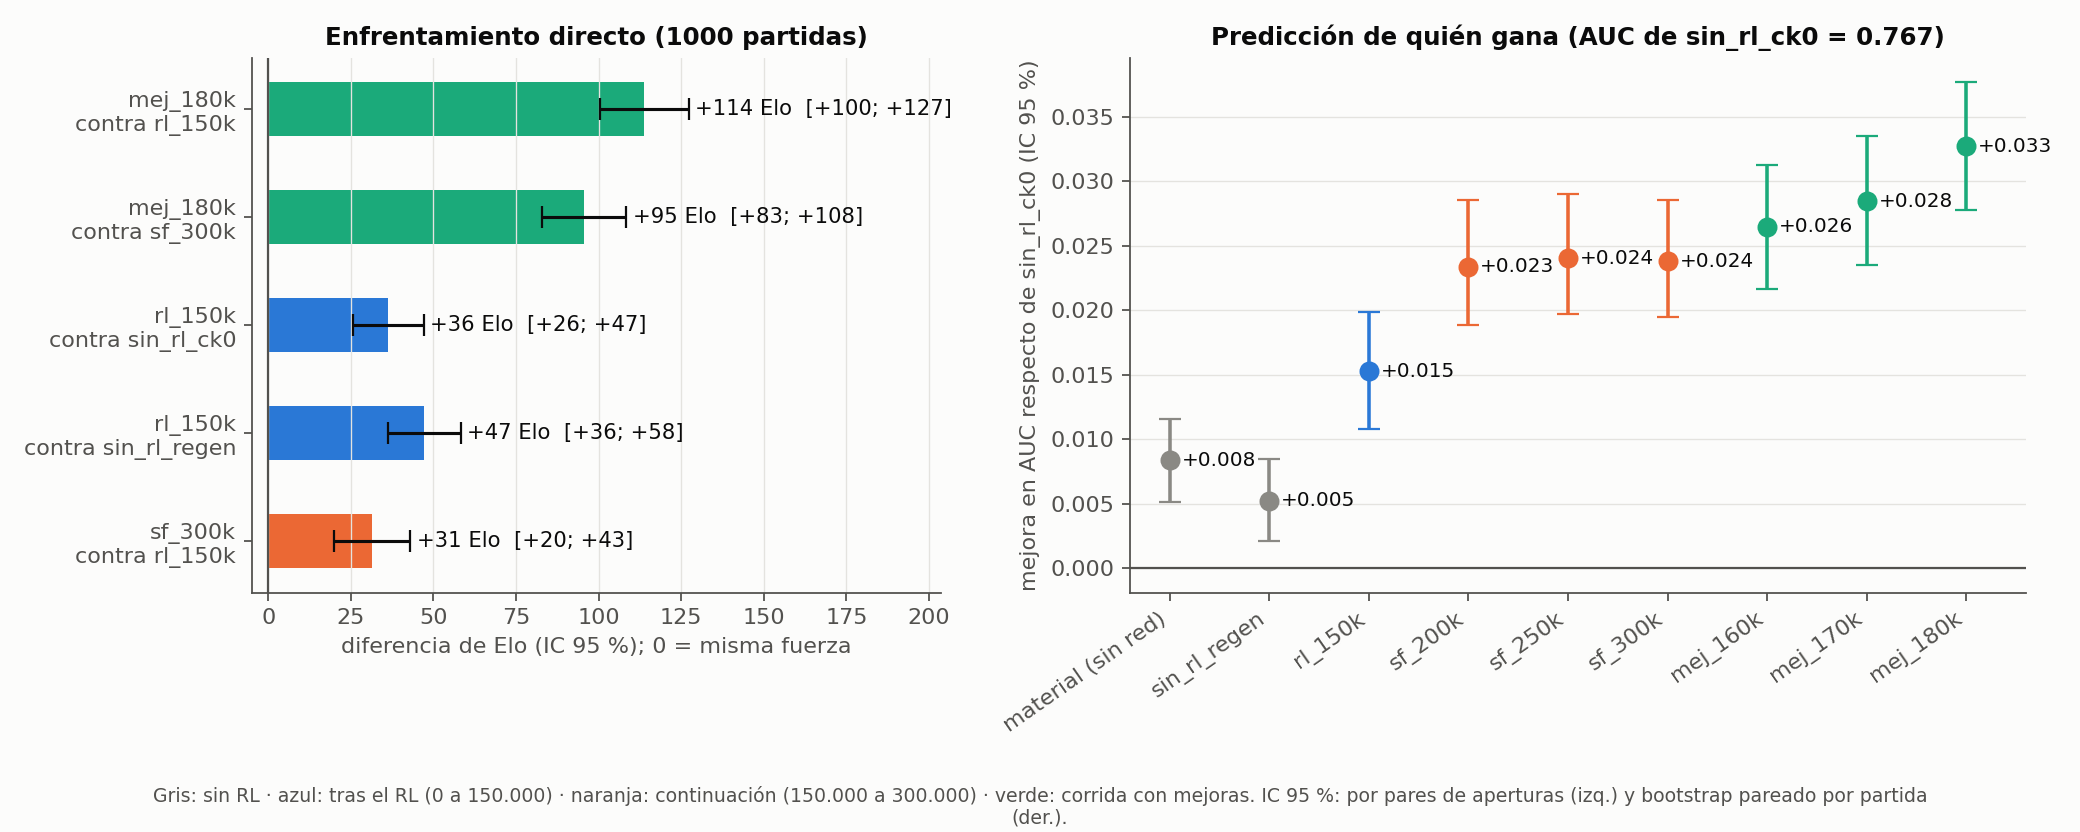 Enfrentamiento directo (1000 partidas)
mej_180k
contra rl_150k
+114 Elo  [+100; +127]
mej_180k
contra sf_300k
+95 Elo  [+83; +108]
rl_150k
contra sin_rl_ck0
+36 Elo  [+26; +47]
rl_150k
contra sin_rl_regen
+47 Elo  [+36; +58]
sf_300k
contra rl_150k
+31 Elo  [+20; +43]
0 25 50 75 100 125 150 175 200
diferencia de Elo (IC 95 %); 0 = misma fuerza
Predicción de quién gana (AUC de sin_rl_ck0 = 0.767)
mejora en AUC respecto de sin_rl_ck0 (IC 95 %)
0.035
0.030
0.025
0.020
0.015
0.010
0.005
0.000
+0.008
+0.005
+0.015
+0.023
+0.024
+0.024
+0.026
+0.028
+0.033
material (sin red)
sin_rl_regen
rl_150k
sf_200k
sf_250k
sf_300k
mej_160k
mej_170k
mej_180k
Gris: sin RL · azul: tras el RL (0 a 150.000) · naranja: continuación (150.000 a 300.000) · verde: corrida con mejoras. IC 95 %: por pares de aperturas (izq.) y bootstrap pareado por partida
(der.).